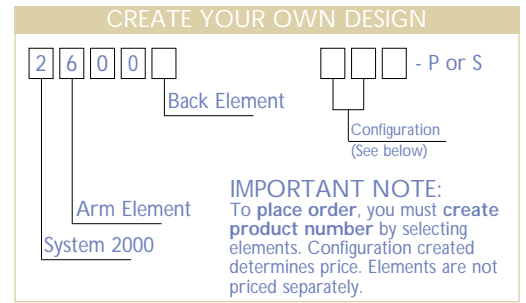 CREATE YOUR OWN DESIGN
2 6 0 0 - P or S
Back Element
Configuration
(See below)
Arm Element
System 2000
IMPORTANT NOTE:
To place order, you must create
product number by selecting
elements. Configuration created
determines price. Elements are not
priced separately.